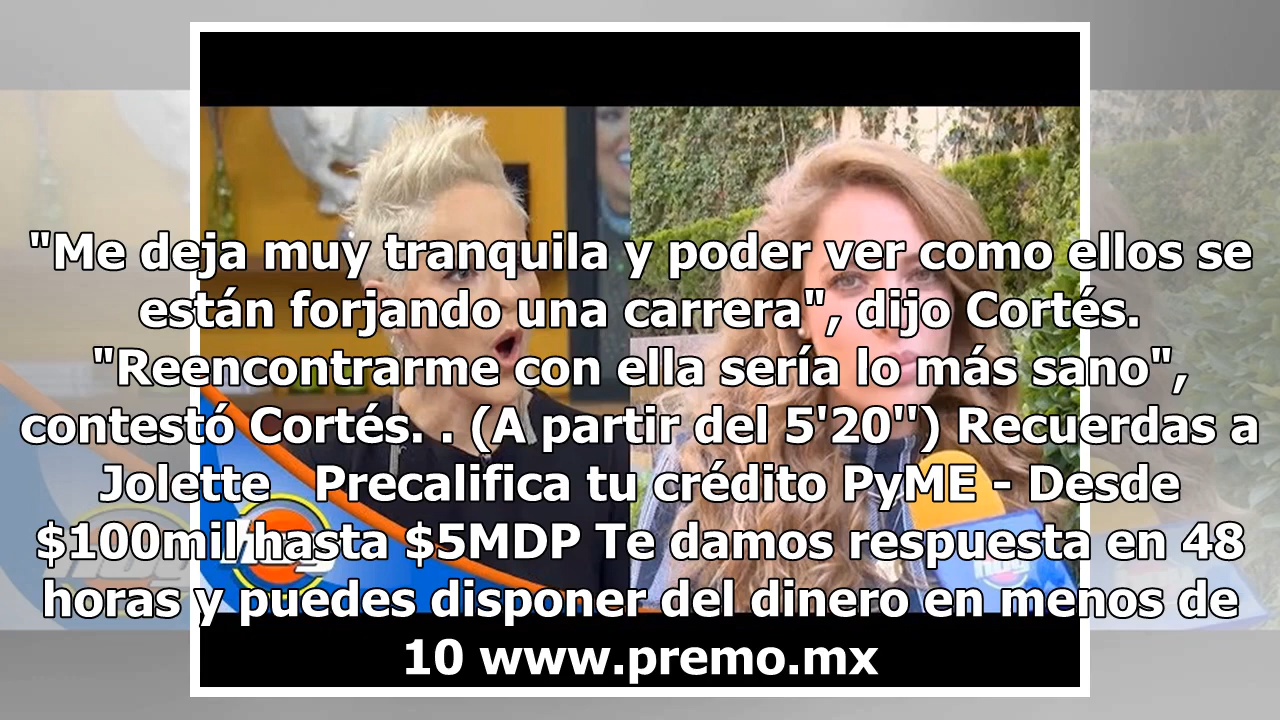 "Me deja muy tranquila y poder ver como ellos se
están forjando una carrera", dijo Cortés.
"Reencontrarme con ella sería lo más sano",
contestó Cortés. . (A partir del 5'20'') Recuerdas a
Jolette   Precalifica tu crédito PyME - Desde
$100mil hasta $5MDP Te damos respuesta en 48
horas y puedes disponer del dinero en menos de
10 www.premo.mx
hoy